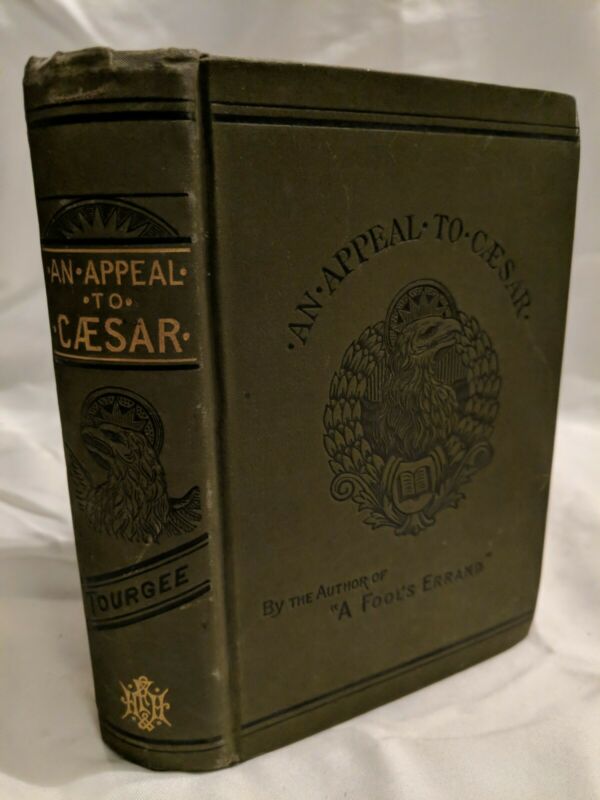 ·AN·APPEAL·
·TO·
·CÆSAR·
TOURGEE
·AN·APPEAL·TO·CÆSAR·
By THE AUTHOR OF
"A FOOL'S ERRAND."